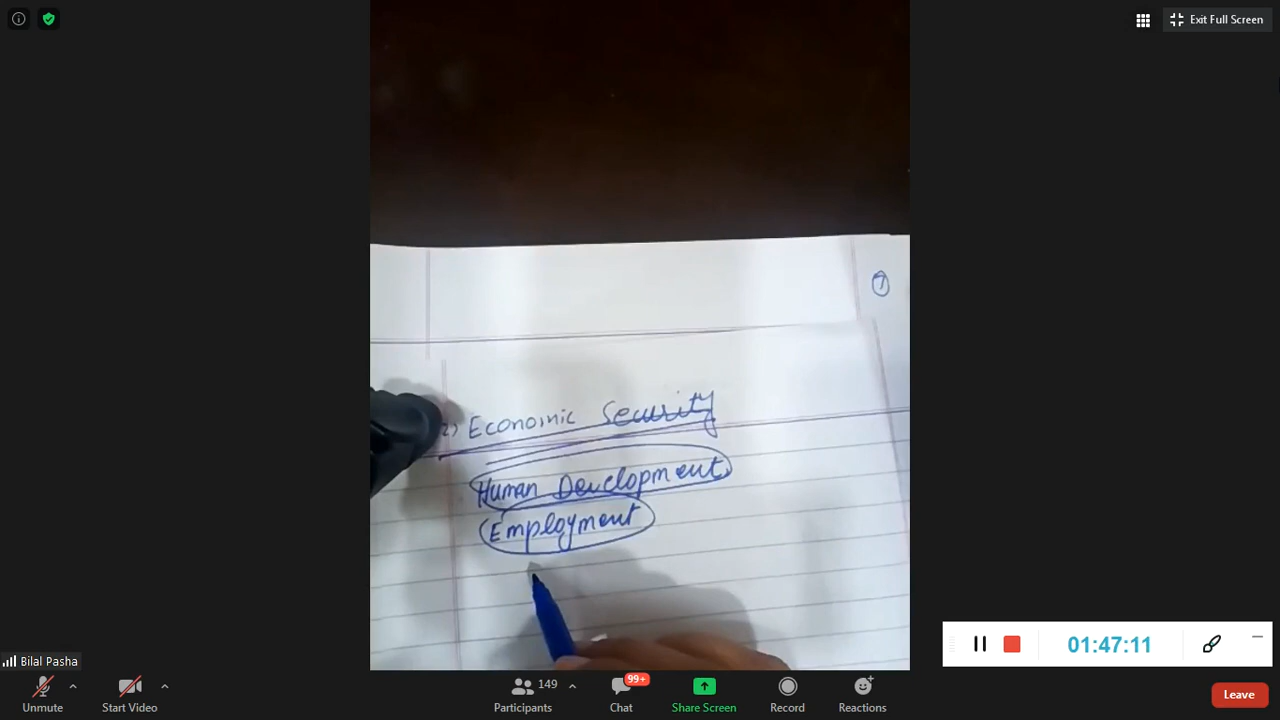 Exit Full Screen
7
2) Economic Security
Human Development
Employment
01:47:11
Bilal Pasha
Unmute
Start Video
149
Participants
99+
Chat
Share Screen
Record
Reactions
Leave